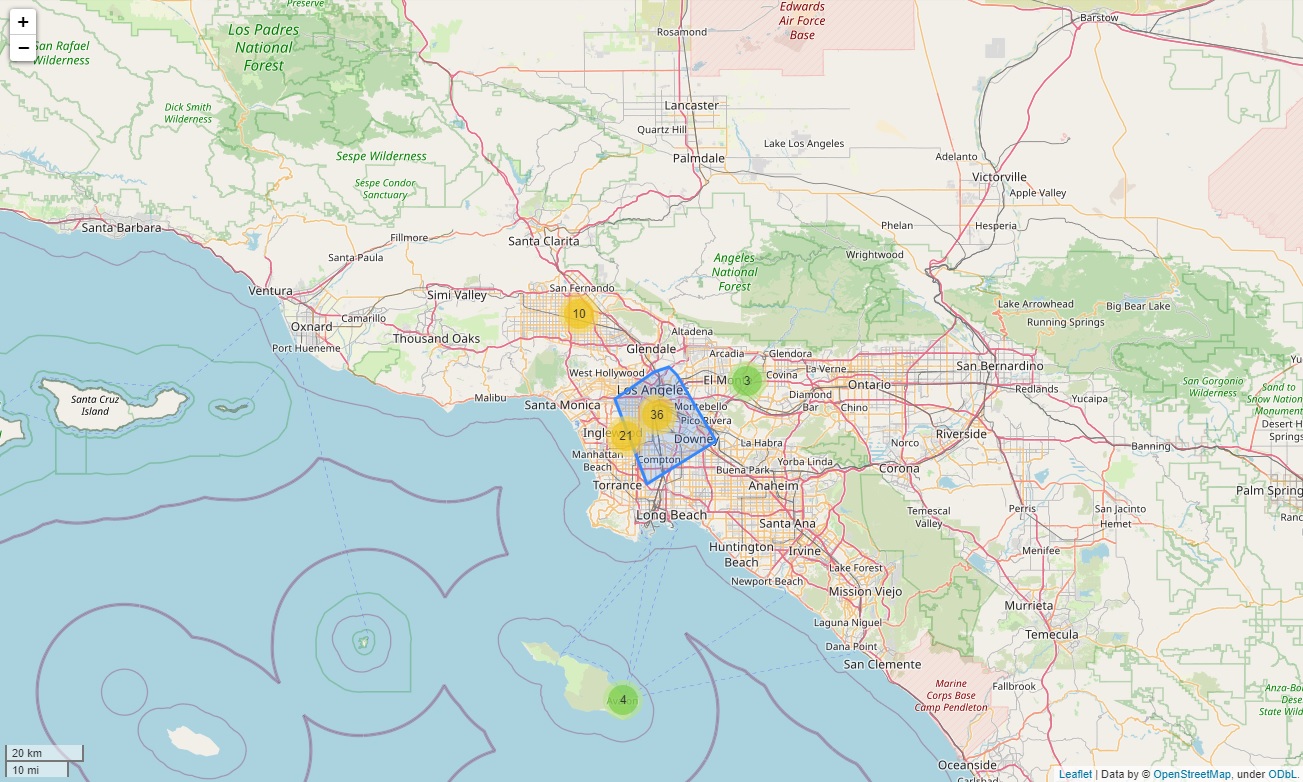 +
−
Preserve
Edwards
Air Force
Base
Barstow
Rosamond
Los Padres
National
Forest
San Rafael
Wilderness
Dick Smith
Wilderness
Lancaster
Quartz Hill
Lake Los Angeles
Palmdale
Adelanto
Sespe Wilderness
Sespe Condor
Sanctuary
Victorville
Apple Valley
Santa Barbara
Fillmore
Santa Clarita
Phelan
Hesperia
Santa Paula
Angeles
National
Forest
Wrightwood
Ventura
Simi Valley
San Fernando
Lake Arrowhead
Big Bear Lake
Camarillo
Oxnard
10
Running Springs
Thousand Oaks
Altadena
Port Hueneme
Glendale
Arcadia
Glendora
West Hollywood
La Verne
San Bernardino
Covina
El Mo
3
Ontario
Redlands
San Gorgonio
Wilderness
Sand to
Snow National
Monument
Desert H
Springs
Los Angeles
Malibu
Santa Monica
Diamond
Bar
Chino
Yucaipa
Montebello
36
Pico Rivera
Ingle
21
Downey
La Habra
Norco
Riverside
Banning
Santa Cruz
Island
Manhattan
Beach
Compton
Buena Park
Yorba Linda
Corona
Torrance
Anaheim
Palm Spring
Long Beach
Santa Ana
Temescal
Valley
Perris
San Jacinto
Hemet
Ranc
Huntington
Beach
Irvine
Menifee
Lake Forest
Newport Beach
Mission Viejo
Murrieta
Laguna Niguel
Temecula
Dana Point
San Clemente
Marine
Corps Base
Camp Pendleton
Fallbrook
Anza-Bo
Dese
State Wild
4
Oceanside
Carlsbad
20 km
10 mi
Leaflet | Data by © OpenStreetMap, under ODbL.